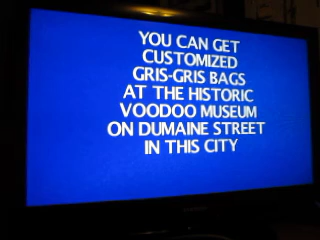 YOU CAN GET
CUSTOMIZED
GRIS-GRIS BAGS
AT THE HISTORIC
VOODOO MUSEUM
ON DUMAINE STREET
IN THIS CITY